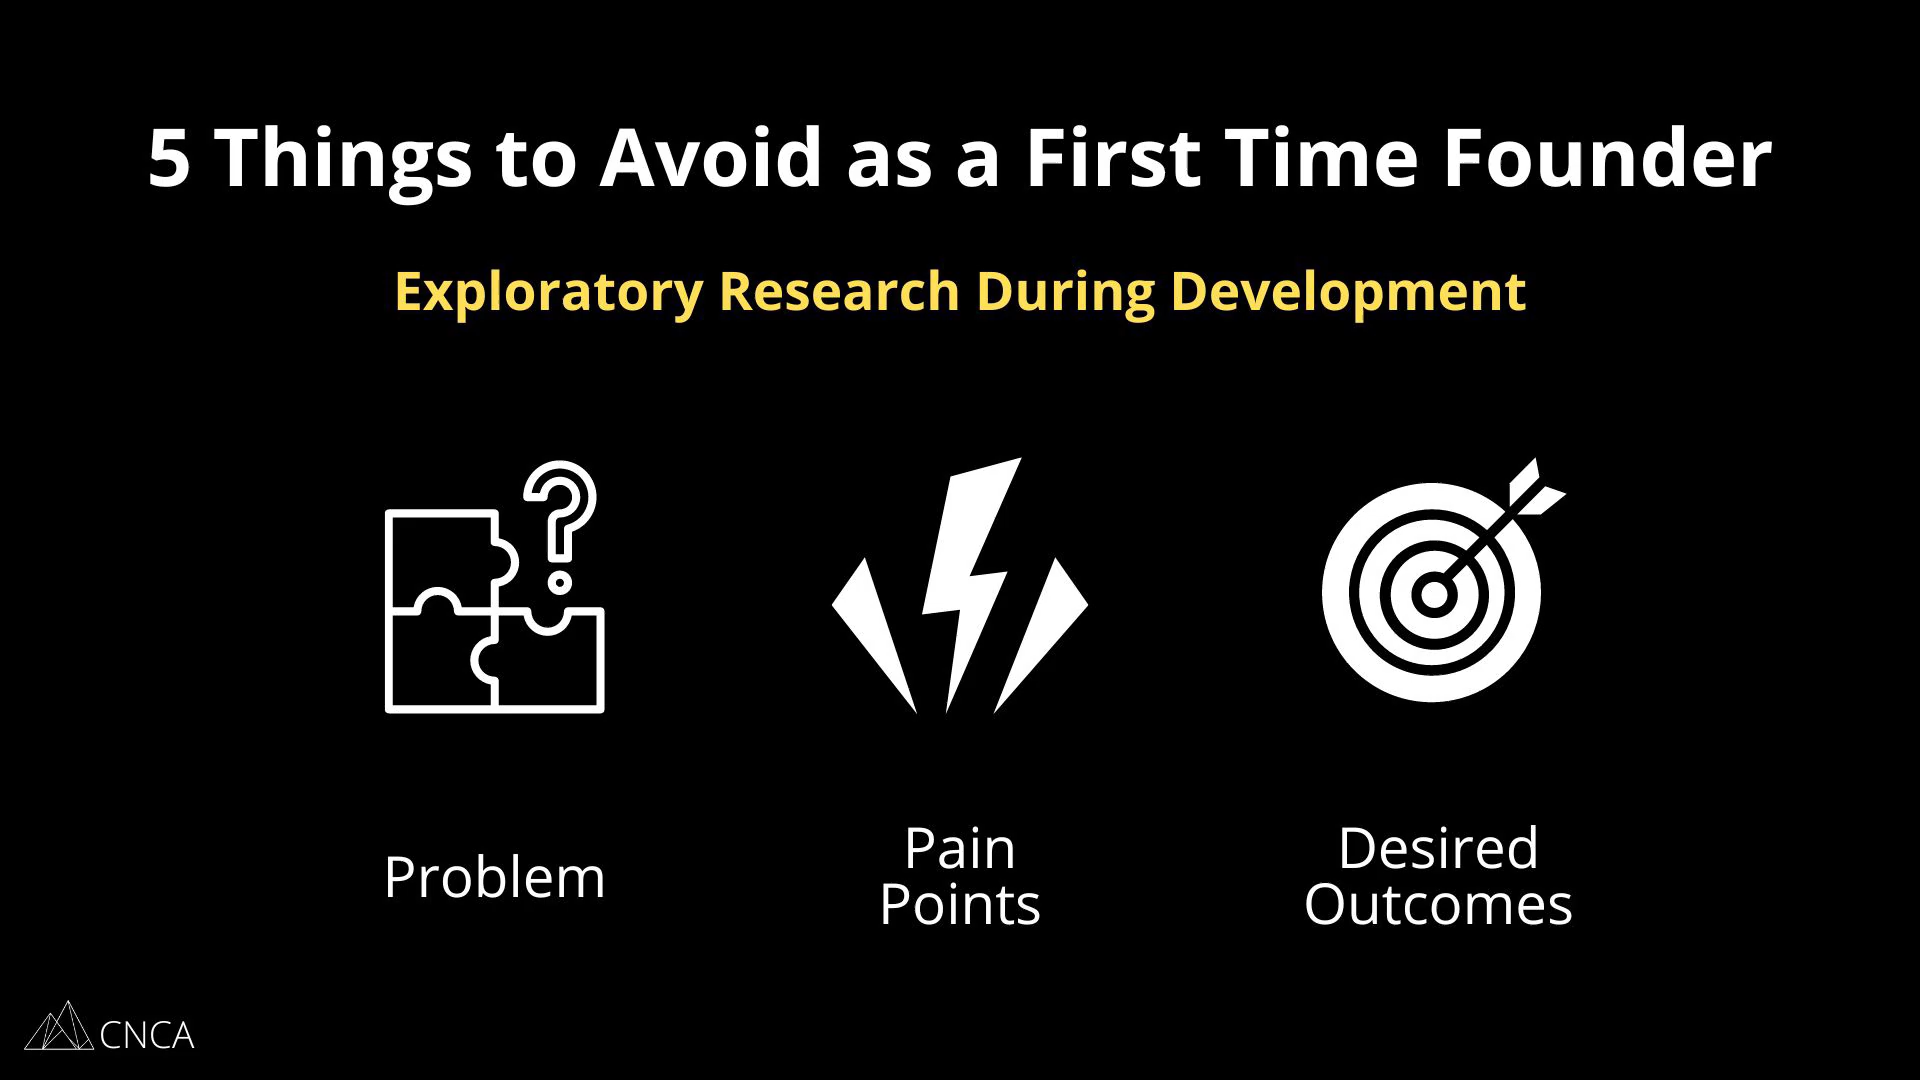 5 Things to Avoid as a First Time Founder
Exploratory Research During Development
Problem
Pain
Points
Desired
Outcomes
CNCA